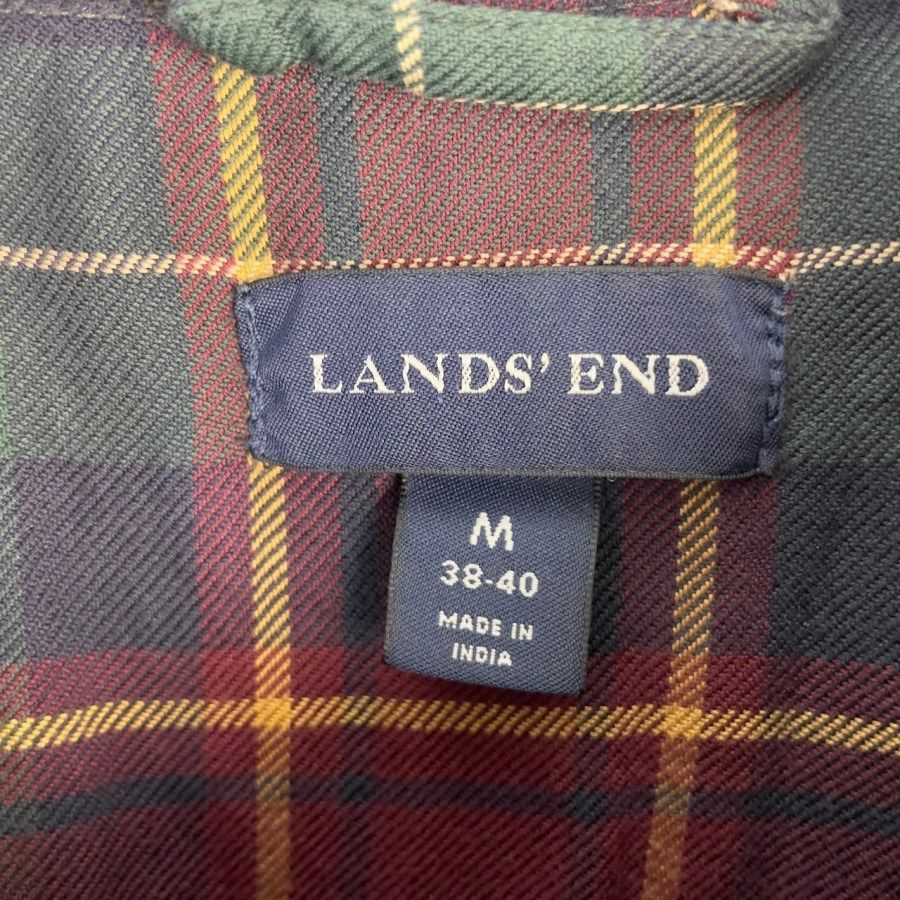 LANDS' END
M
38-40
MADE IN
INDIA